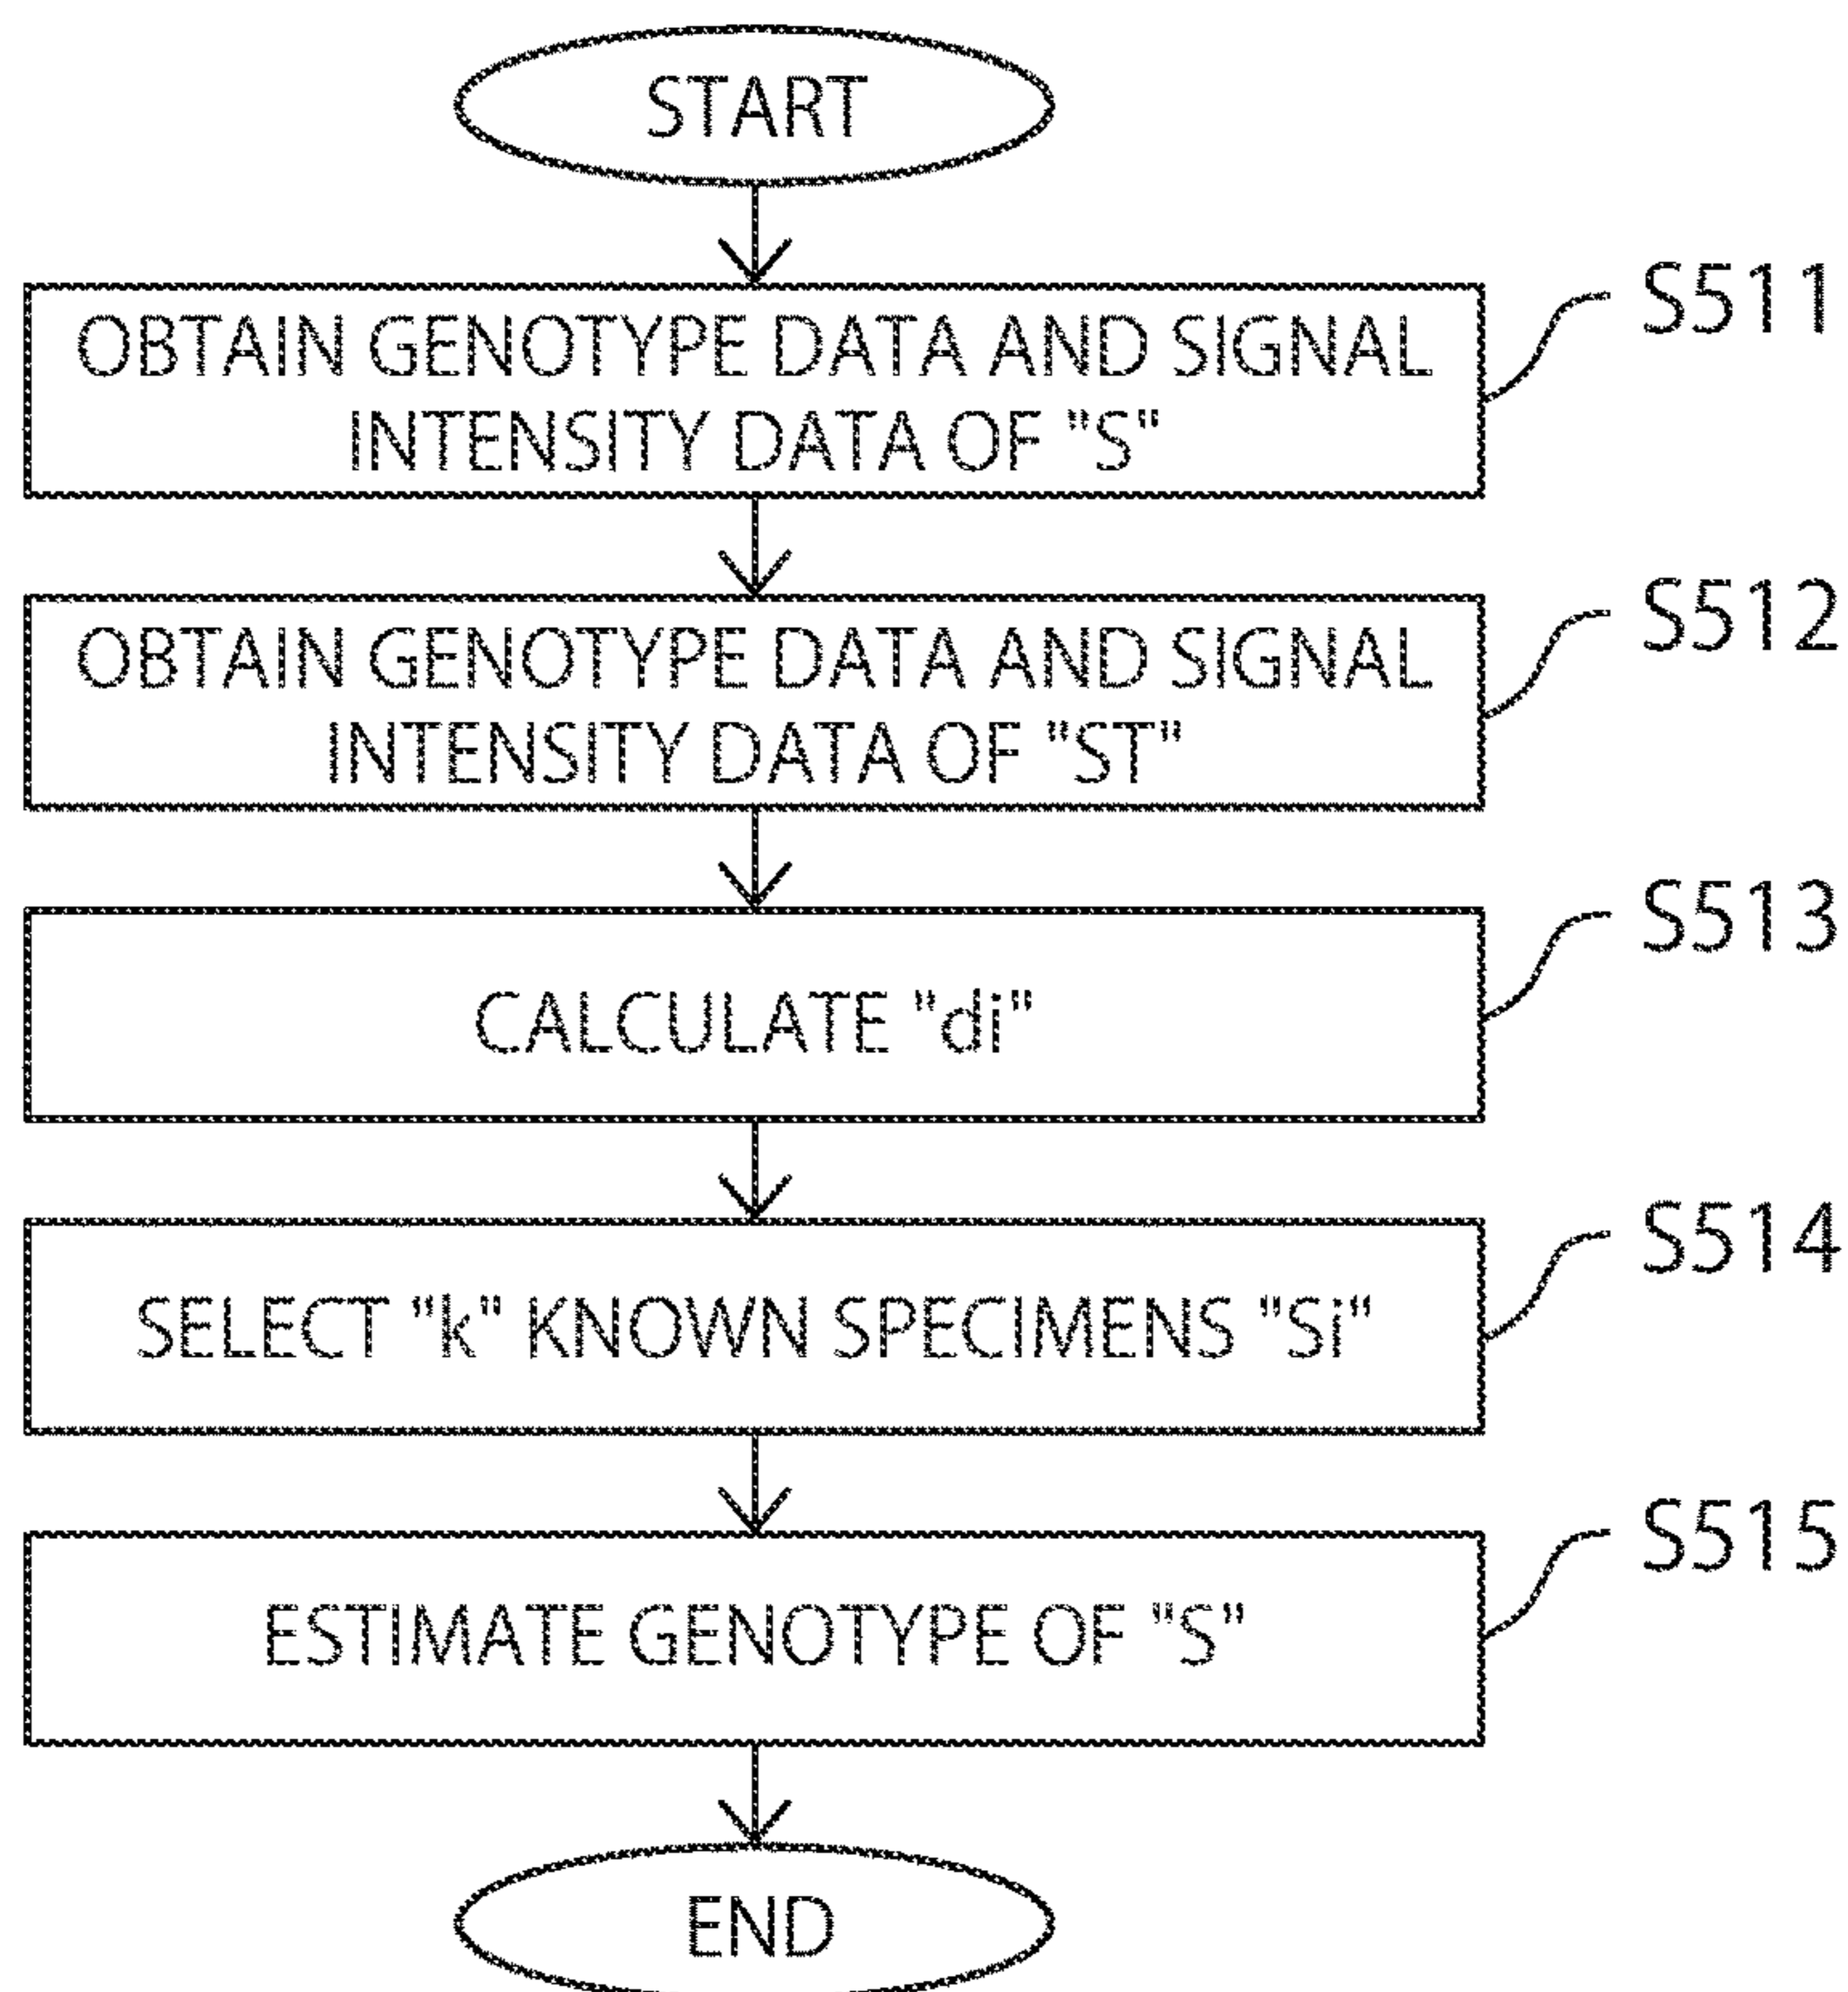 START
S511
OBTAIN GENOTYPE DATA AND SIGNAL
INTENSITY DATA OF "S"
S512
OBTAIN GENOTYPE DATA AND SIGNAL
INTENSITY DATA OF "ST"
S513
CALCULATE "di"
S514
SELECT "k" KNOWN SPECIMENS "Si"
S515
ESTIMATE GENOTYPE OF "S"
END